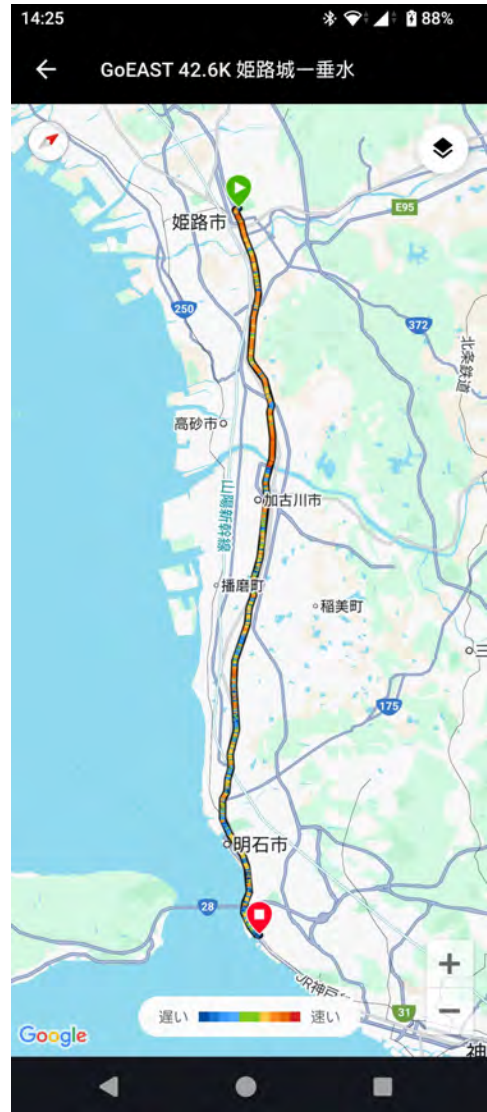 14:25
88%
GoEAST 42.6K 姫路城ー垂水
E95
姫路市
250
372
北条鉄道
高砂市
加古川市
山陽新幹線
播磨町
稲美町
三
175
明石市
28
JR神戸
31
遅い
速い
Google
神